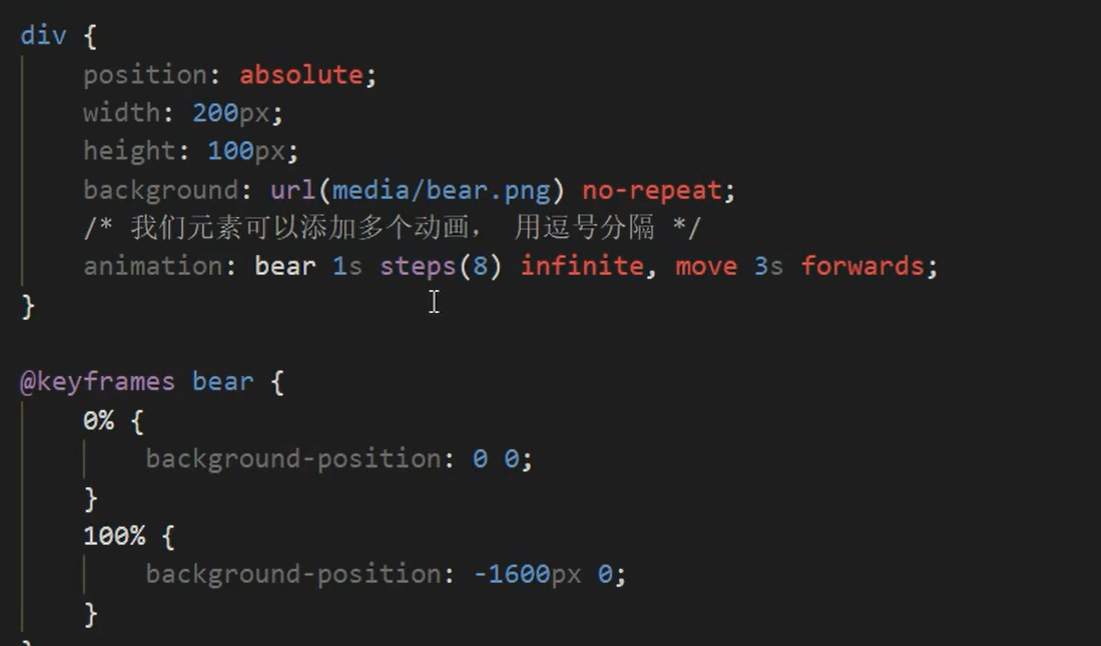 div {
    position: absolute;
    width: 200px;
    height: 100px;
    background: url(media/bear.png) no-repeat;
    /* 我们元素可以添加多个动画， 用逗号分隔 */
    animation: bear 1s steps(8) infinite, move 3s forwards;
}
@keyframes bear {
    0% {
        background-position: 0 0;
    }
    100% {
        background-position: -1600px 0;
    }
}